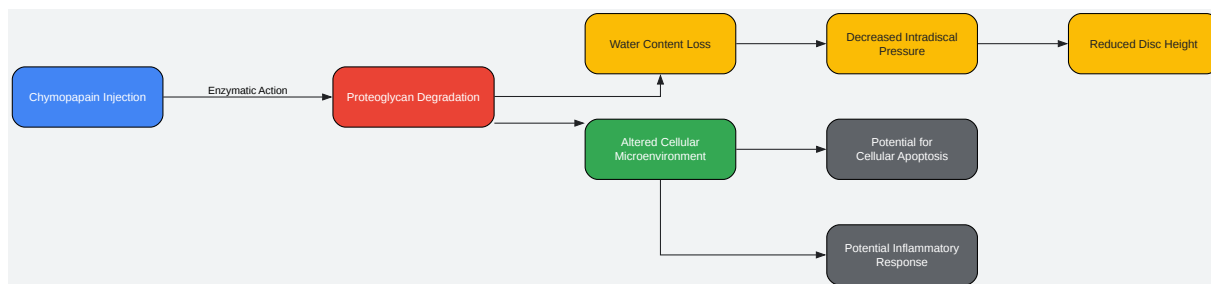 Chymopapain Injection
Enzymatic Action
Proteoglycan Degradation
Water Content Loss
Decreased Intradiscal
Pressure
Reduced Disc Height
Altered Cellular
Microenvironment
Potential for
Cellular Apoptosis
Potential Inflammatory
Response